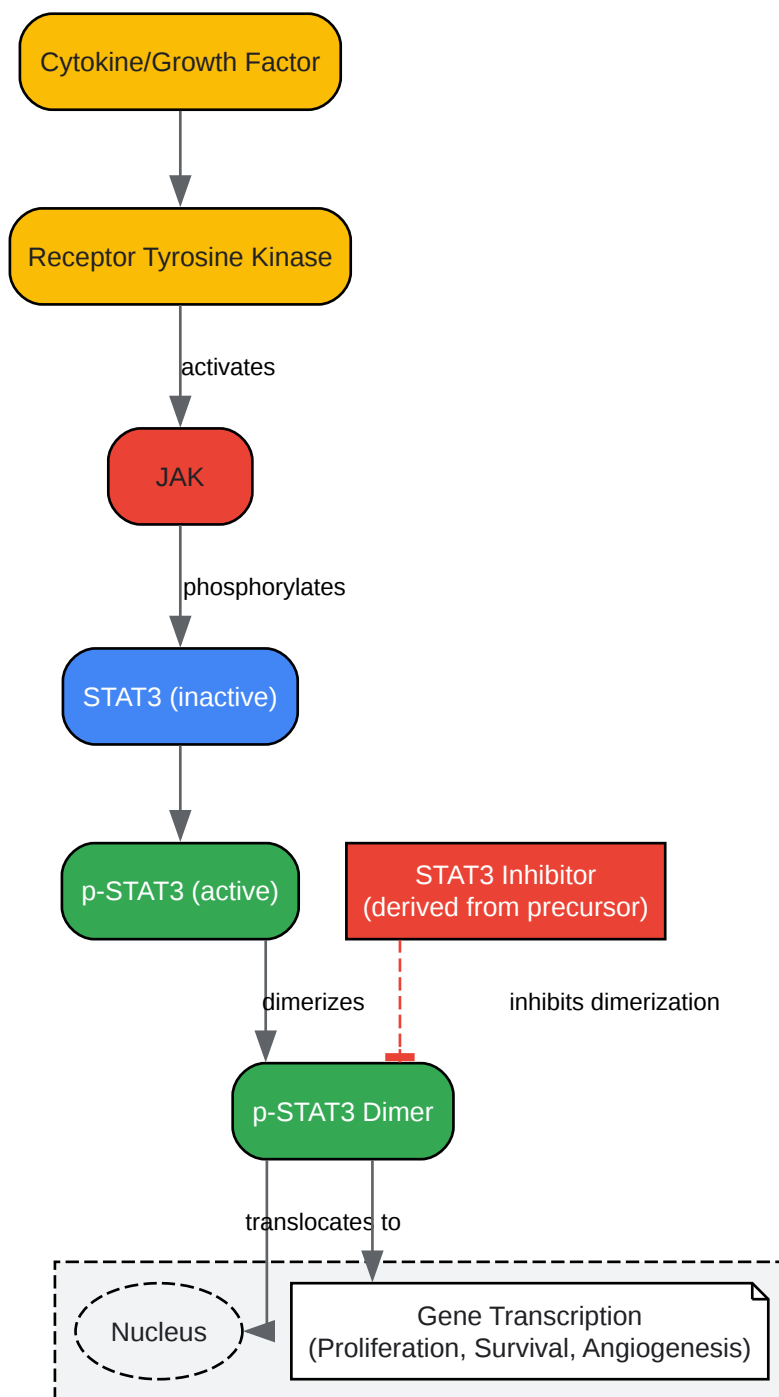 Cytokine/Growth Factor
Receptor Tyrosine Kinase
activates
JAK
phosphorylates
STAT3 (inactive)
p-STAT3 (active)
STAT3 Inhibitor
(derived from precursor)
dimerizes
inhibits dimerization
p-STAT3 Dimer
translocates to
Nucleus
Gene Transcription
(Proliferation, Survival, Angiogenesis)